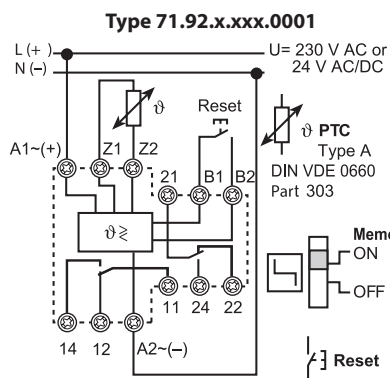 Type 71.92.x.xxx.0001
L (+)
U= 230 V AC or
N (–)
24 V AC/DC
ϑ
Reset
ϑ PTC
Type A
DIN VDE 0660
Part 303
A1~(+) Z1 Z2
21 B1 B2
ϑ ≷
Memo
ON
OFF
11 24 22
14 12 A2~(–)
Reset